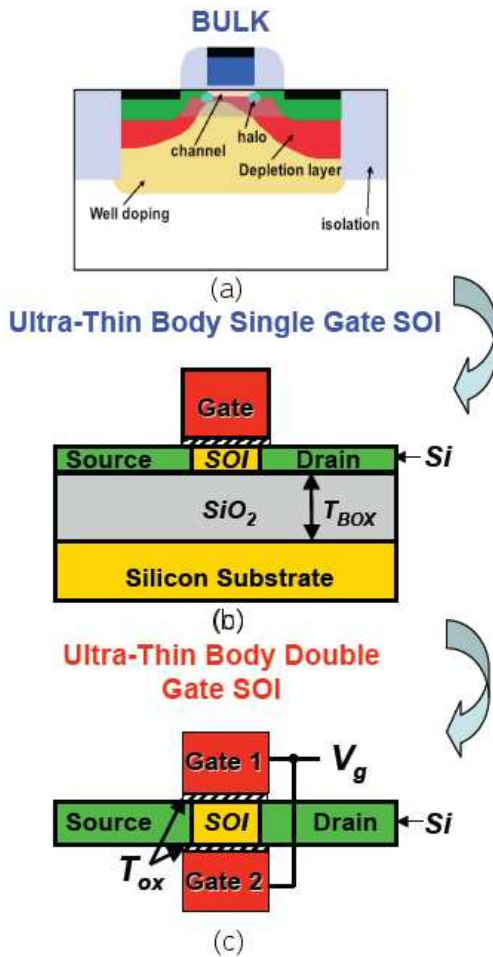 BULK
channel
halo
Depletion layer
Well doping
isolation
(a)
Ultra-Thin Body Single Gate SOI
Gate
Source SOI Drain
Si
SiO2
TBOX
Silicon Substrate
(b)
Ultra-Thin Body Double
Gate SOI
Gate 1
Vg
Source SOI Drain
Si
Tox
Gate 2
(c)